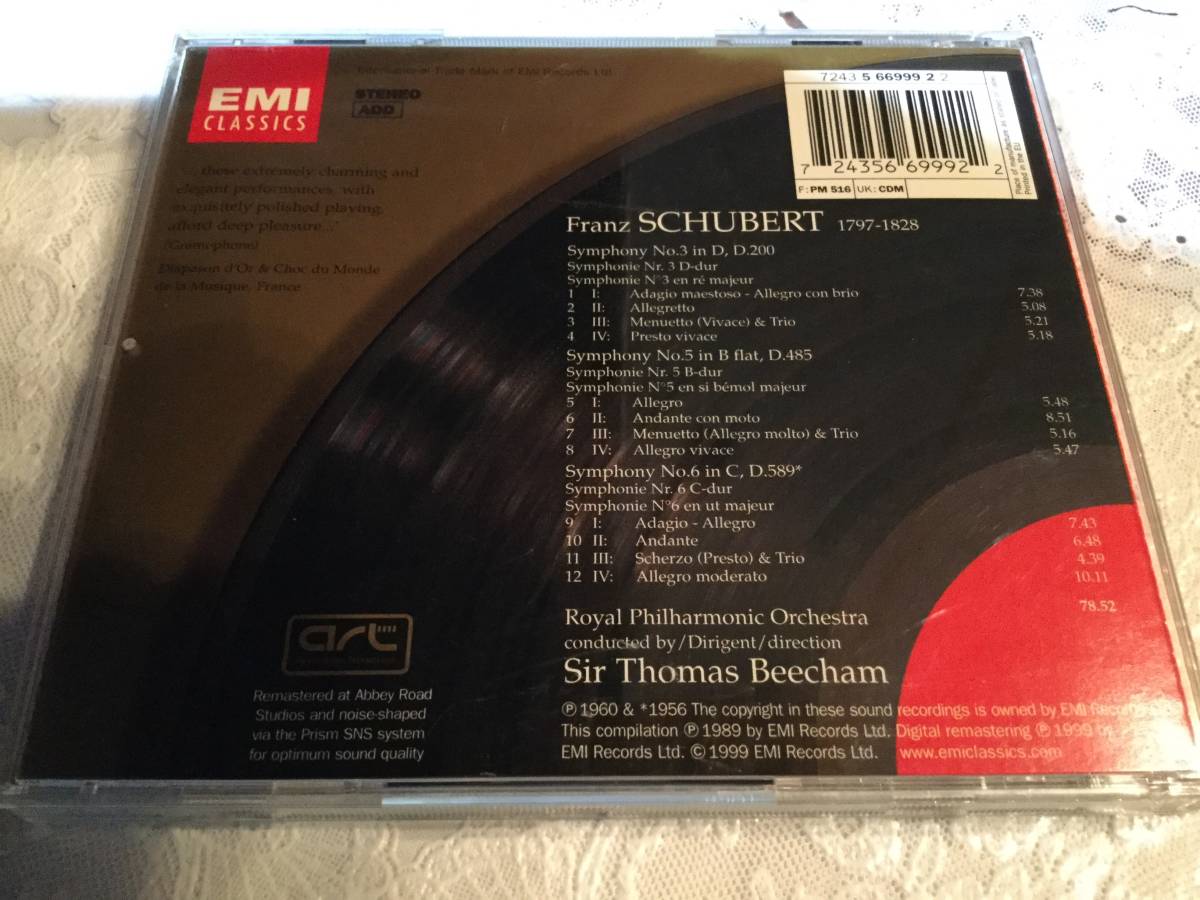 International Trade Mark of EMI Records Ltd.
EMI
CLASSICS
STEREO
ADD
7243 5 66999 2 2
7 24356 69992 2
F: PM 516 UK: CDM
Place of manufacture as stated on
Printed in the EU
"... these extremely charming and
elegant performances, with
exquisitely polished playing,
afford deep pleasure..."
(Gramophone)
Diapason d'Or & Choc du Monde
de la Musique, France
Franz SCHUBERT 1797-1828
Symphony No.3 in D, D.200
Symphonie Nr. 3 D-dur
Symphonie N°3 en ré majeur
1 I: Adagio maestoso - Allegro con brio 7.38
2 II: Allegretto 5.08
3 III: Menuetto (Vivace) & Trio 5.21
4 IV: Presto vivace 5.18
Symphony No.5 in B flat, D.485
Symphonie Nr. 5 B-dur
Symphonie N°5 en si bémol majeur
5 I: Allegro 5.48
6 II: Andante con moto 8.51
7 III: Menuetto (Allegro molto) & Trio 5.16
8 IV: Allegro vivace 5.47
Symphony No.6 in C, D.589*
Symphonie Nr. 6 C-dur
Symphonie N°6 en ut majeur
9 I: Adagio - Allegro 7.43
10 II: Andante 6.48
11 III: Scherzo (Presto) & Trio 4.39
12 IV: Allegro moderato 10.11
78.52
Royal Philharmonic Orchestra
conducted by/Dirigent/direction
Sir Thomas Beecham
℗ 1960 & *1956 The copyright in these sound recordings is owned by EMI Records
This compilation ℗ 1989 by EMI Records Ltd. Digital remastering ℗ 1999 by
EMI Records Ltd. © 1999 EMI Records Ltd. www.emiclassics.com
art
Remastered at Abbey Road
Studios and noise-shaped
via the Prism SNS system
for optimum sound quality